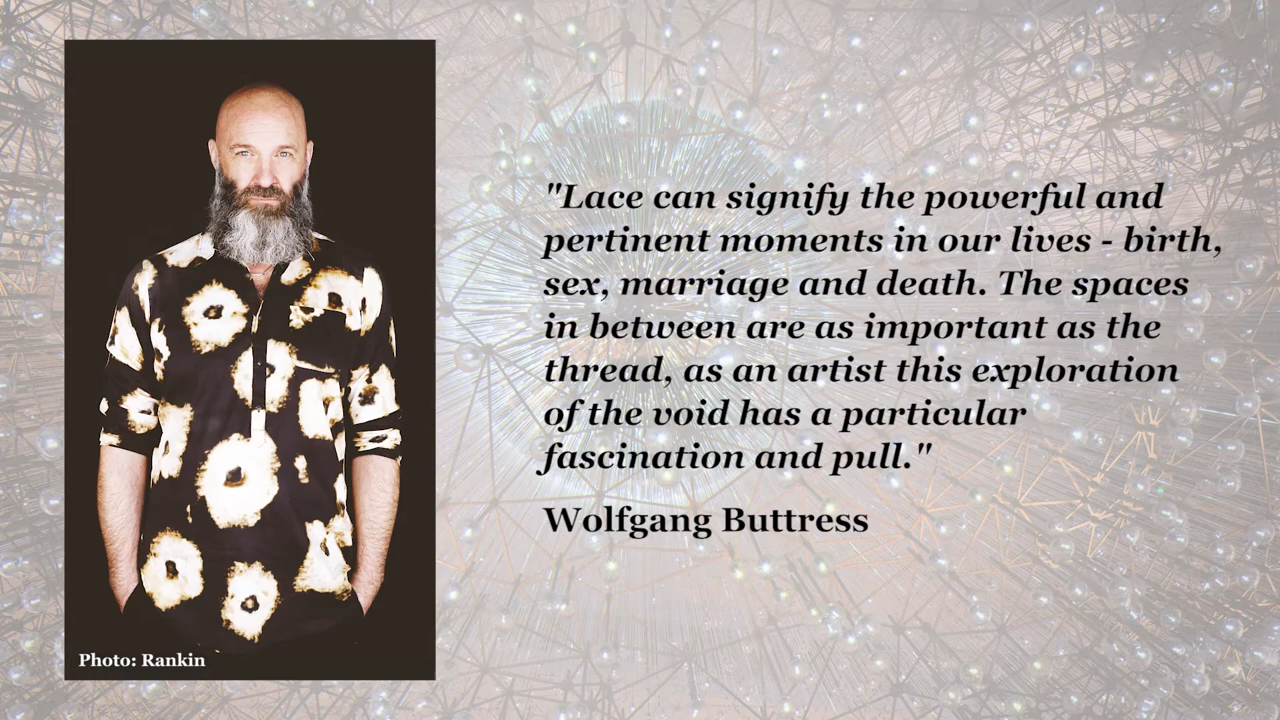 "Lace can signify the powerful and
pertinent moments in our lives - birth,
sex, marriage and death. The spaces
in between are as important as the
thread, as an artist this exploration
of the void has a particular
fascination and pull."
Wolfgang Buttress
Photo: Rankin